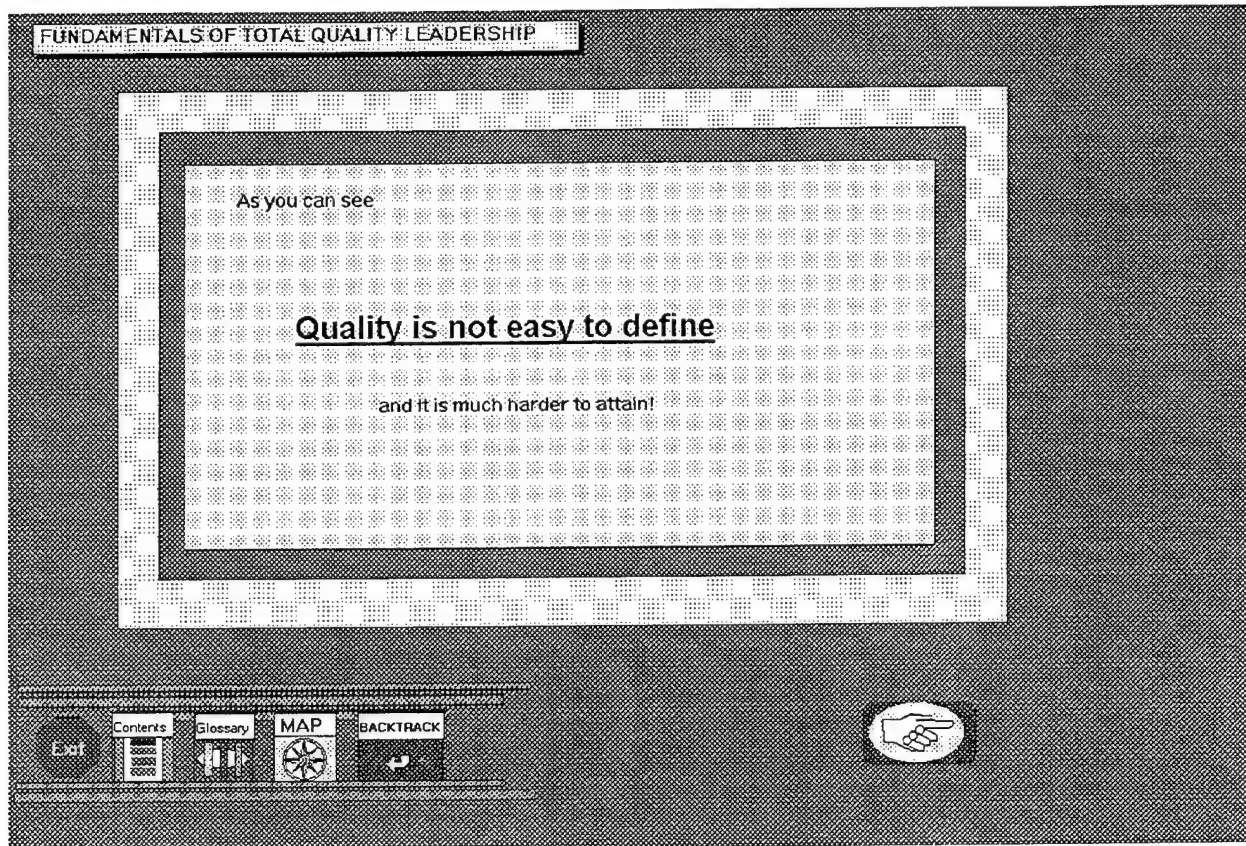 FUNDAMENTALS OF TOTAL QUALITY LEADERSHIP
As you can see
Quality is not easy to define
and it is much harder to attain!
Exit
Contents
Glossary
MAP
BACKTRACK